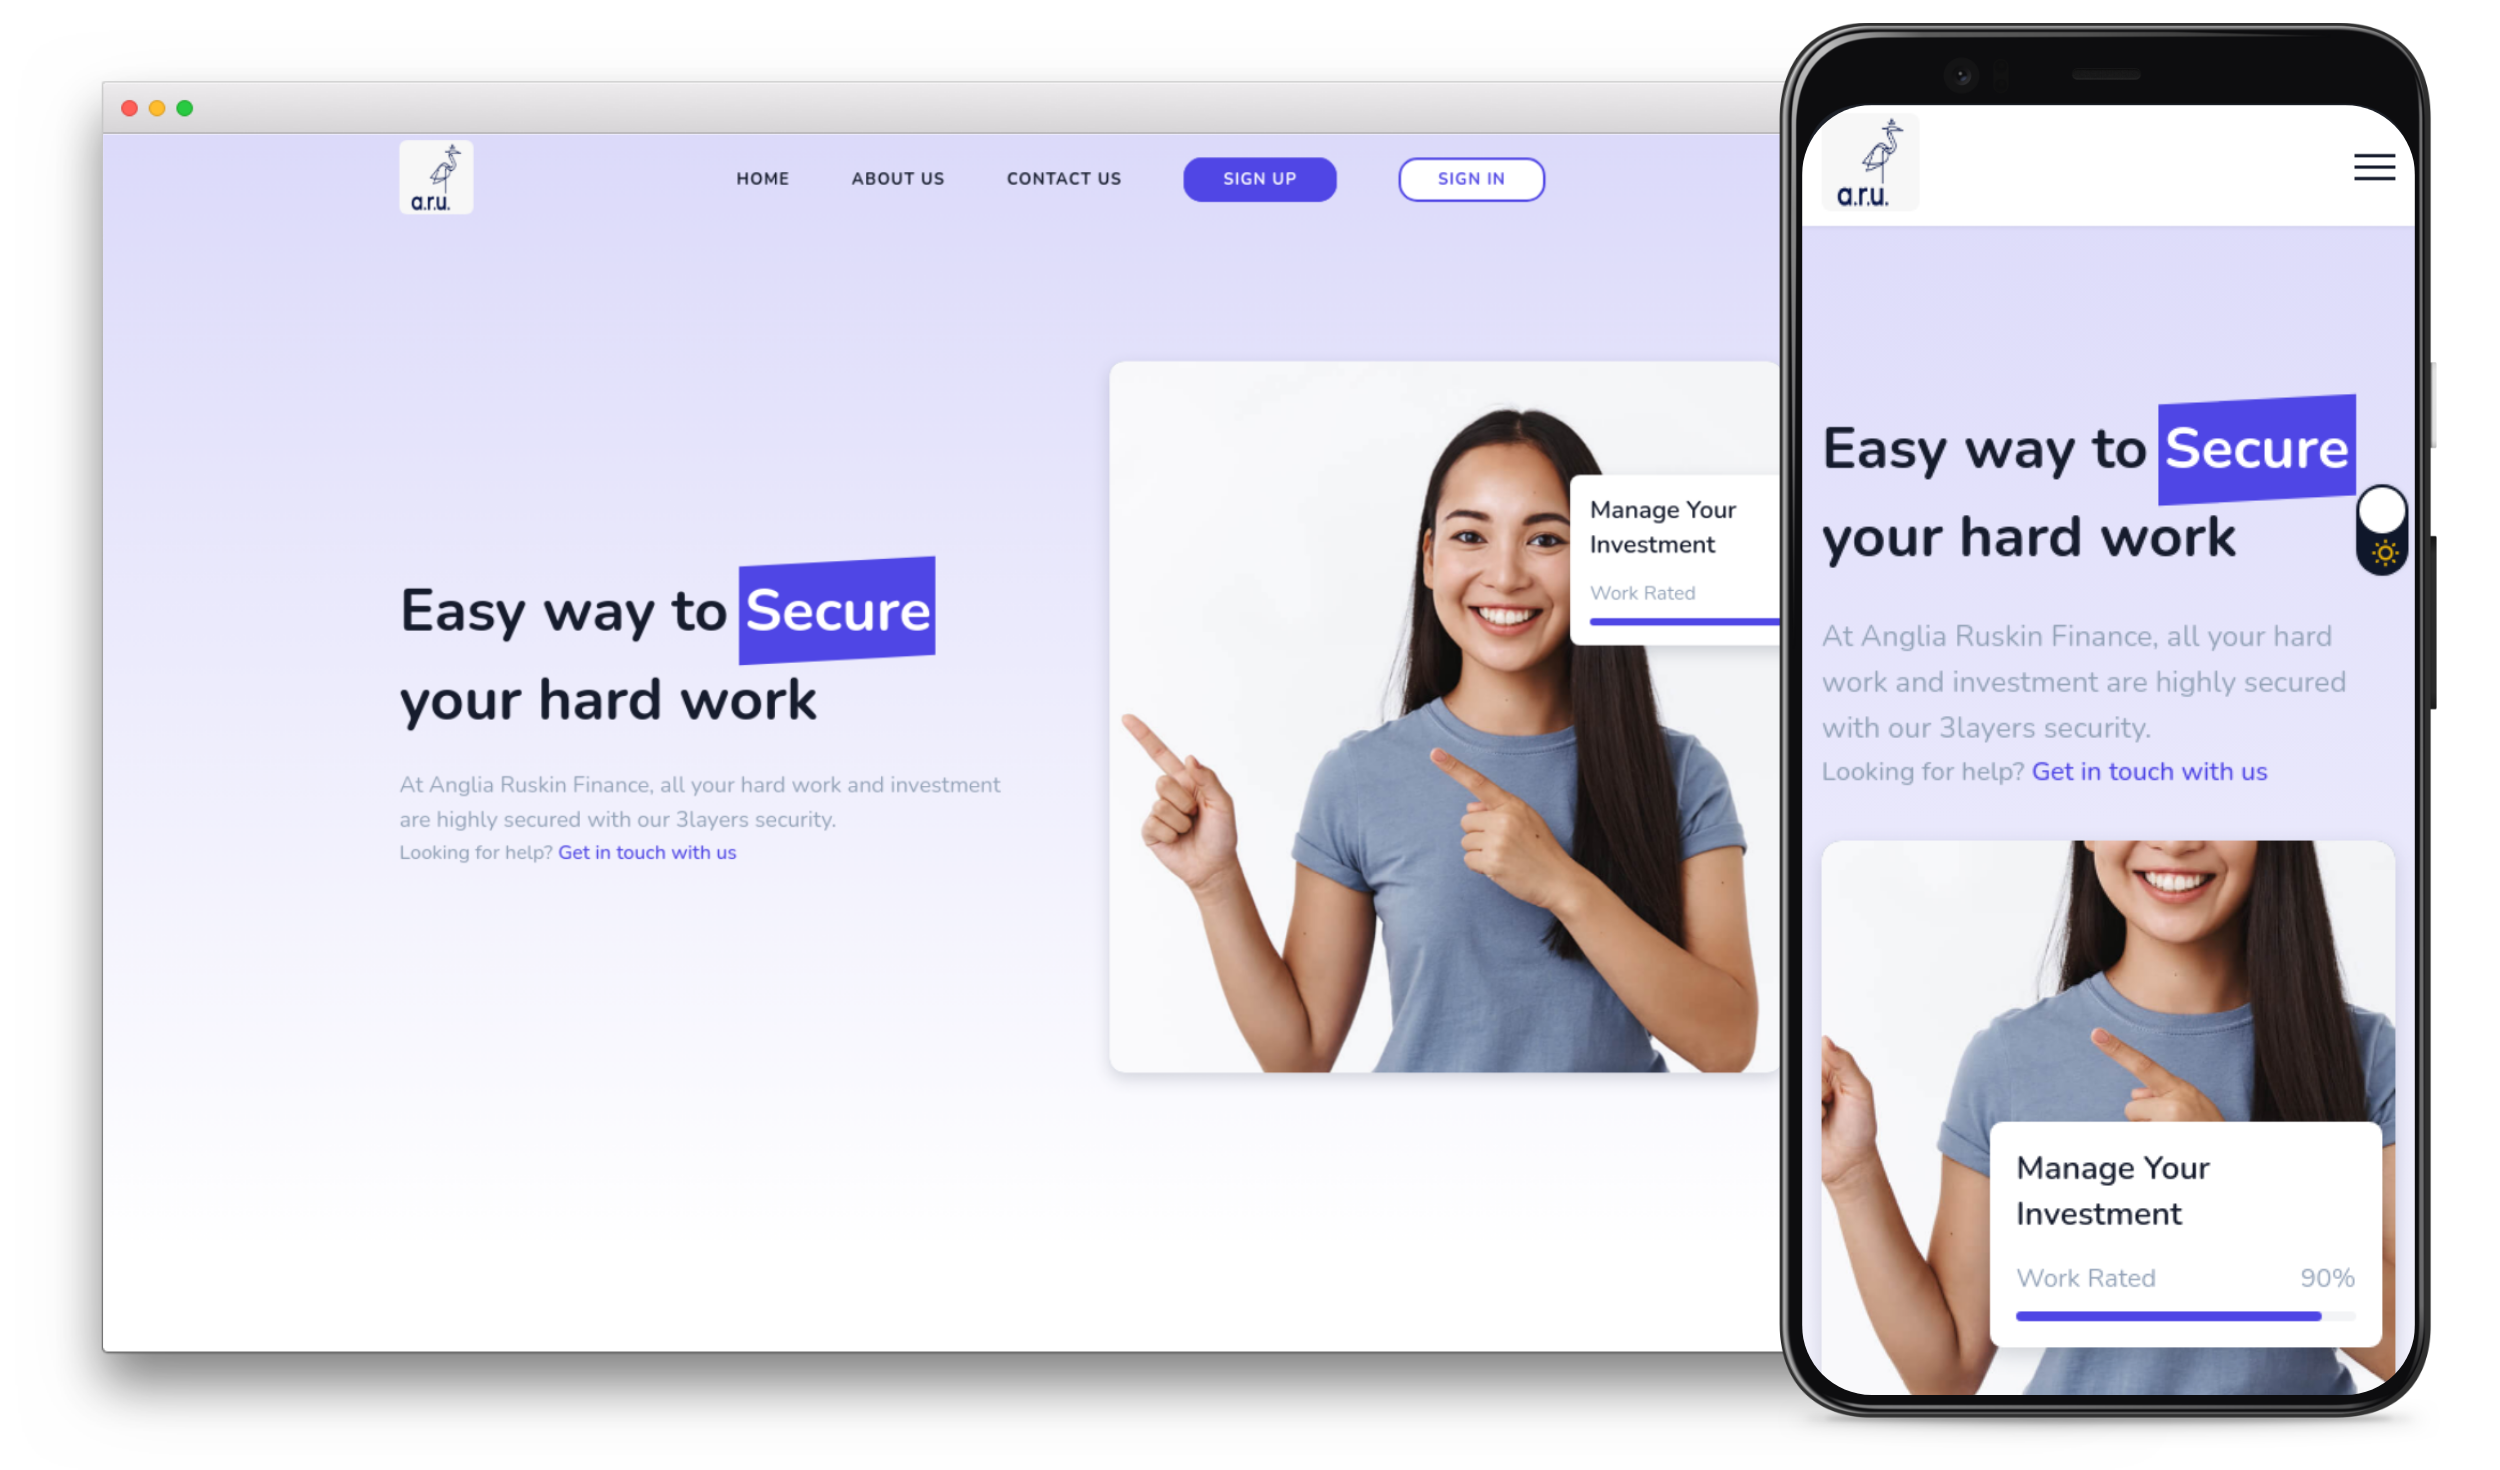 a.r.u.
HOME ABOUT US CONTACT US SIGN UP SIGN IN
Easy way to Secure
your hard work
At Anglia Ruskin Finance, all your hard work and investment
are highly secured with our 3layers security.
Looking for help? Get in touch with us
Manage Your
Investment
Work Rated
a.r.u.
Easy way to Secure
your hard work
At Anglia Ruskin Finance, all your hard
work and investment are highly secured
with our 3layers security.
Looking for help? Get in touch with us
Manage Your
Investment
Work Rated 90%